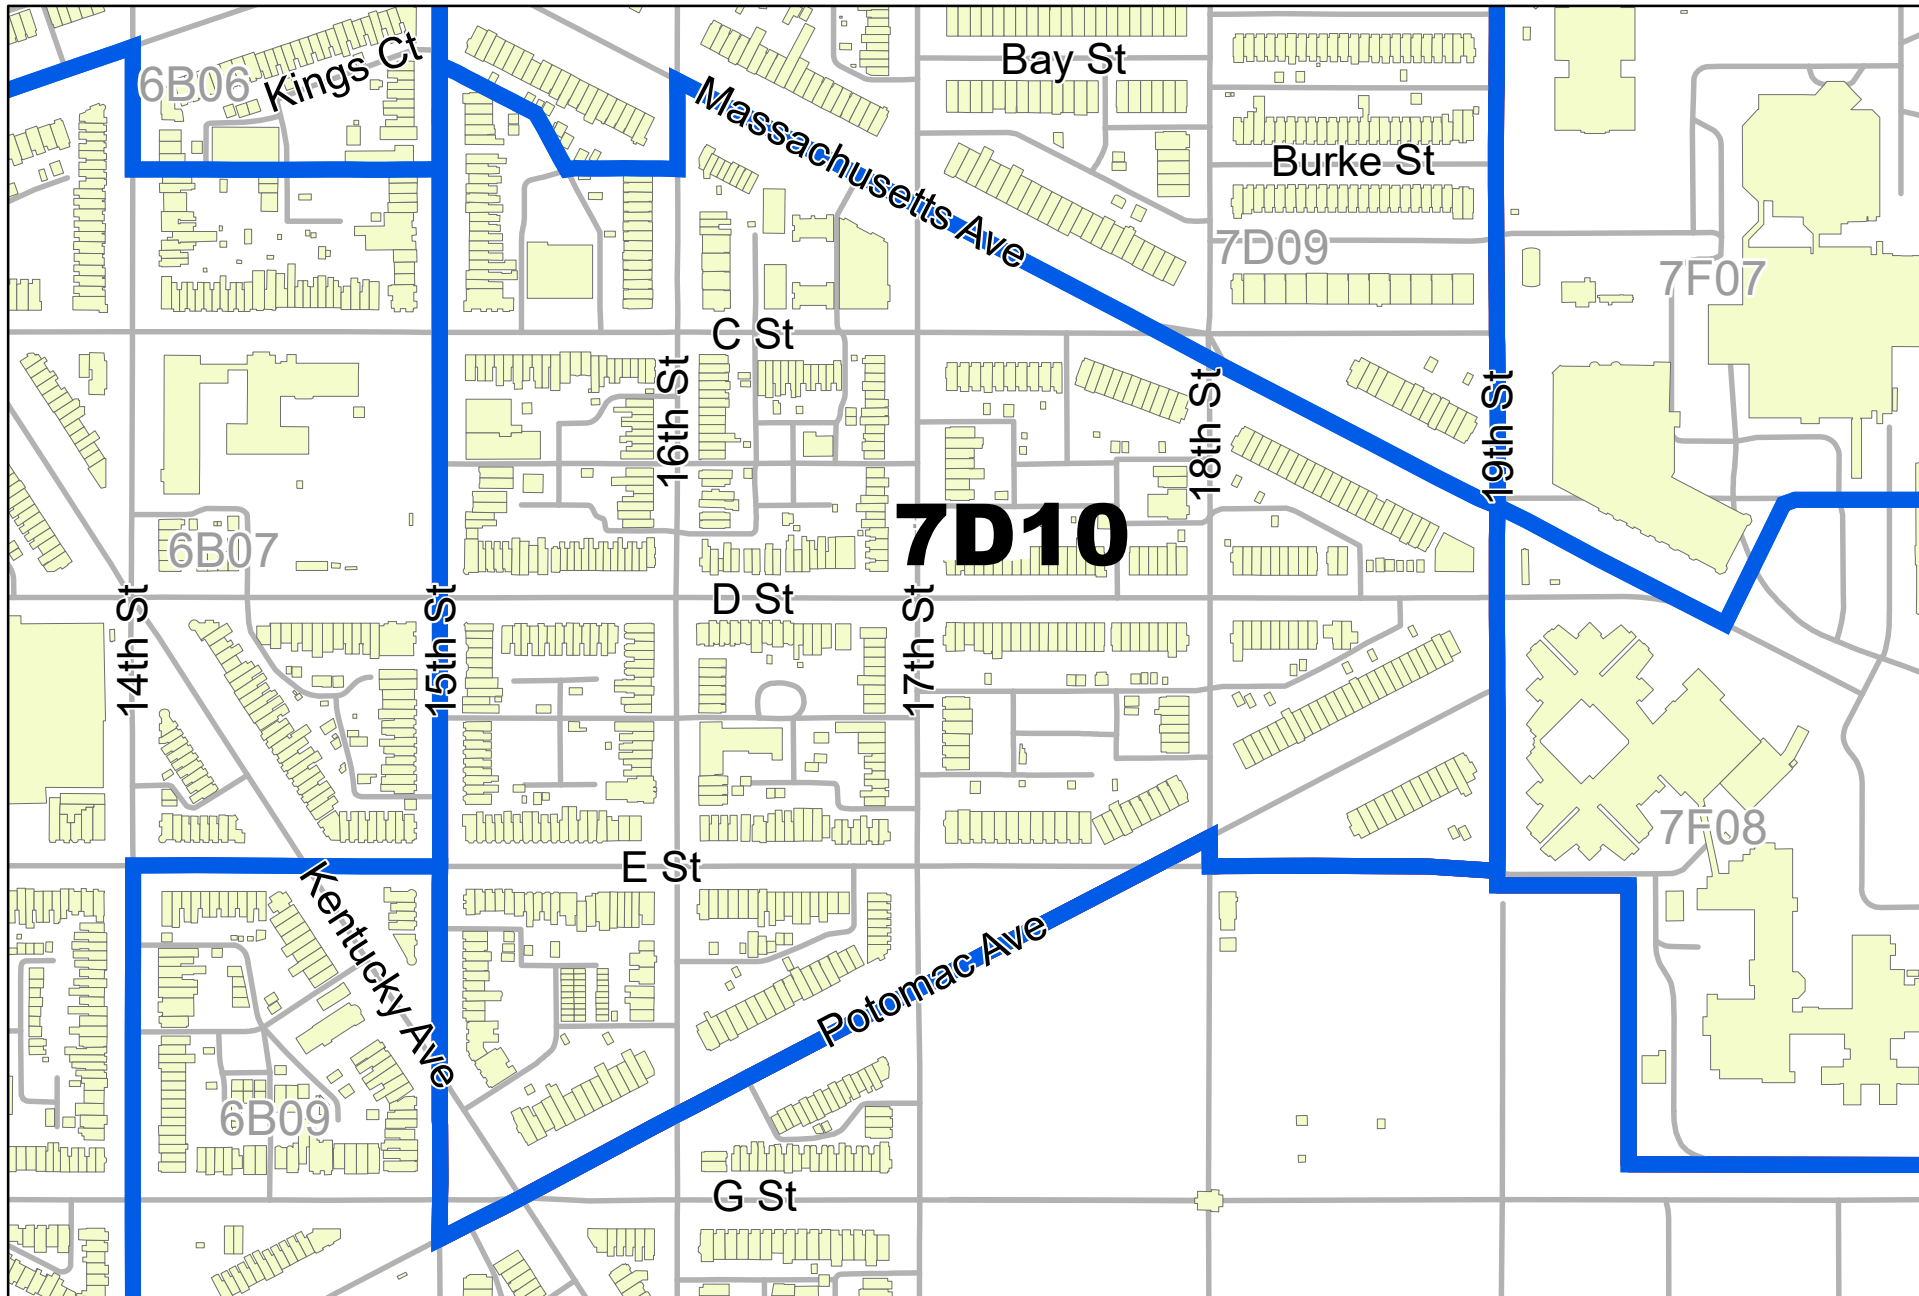 Bay St
Kings Ct
6B06
Massachusetts Ave
Burke St
7D09
7F07
C St
16th St
18th St
19th St
7D10
6B07
14th St
15th St
D St
17th St
7F08
E St
Kentucky Ave
Potomac Ave
6B09
G St